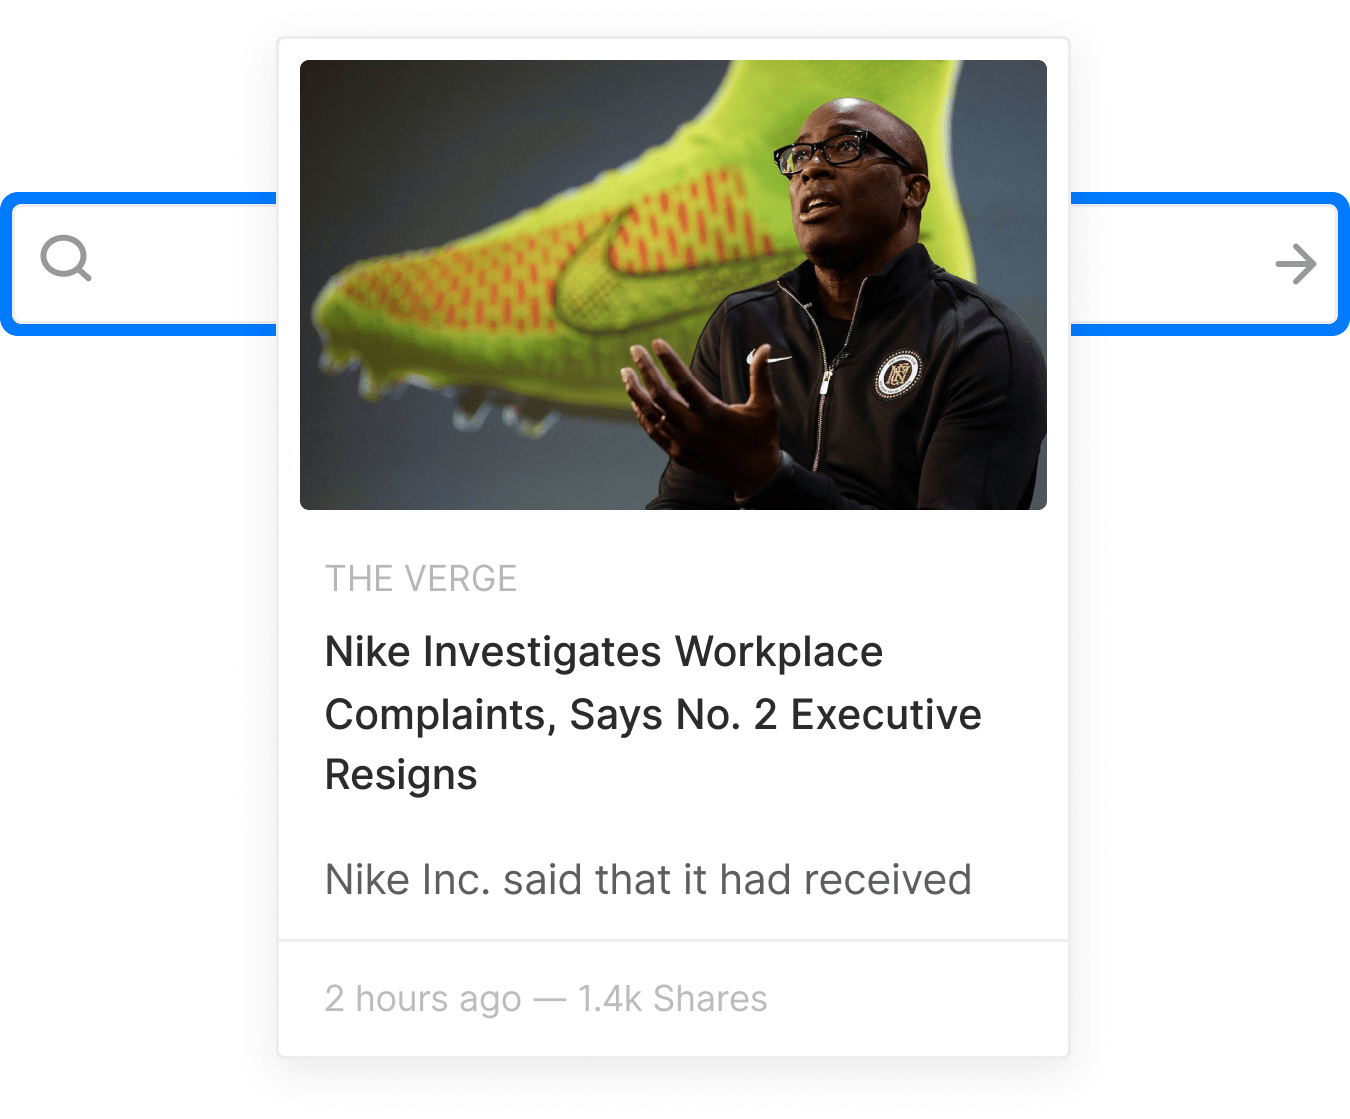 THE VERGE
Nike Investigates Workplace
Complaints, Says No. 2 Executive
Resigns
Nike Inc. said that it had received
2 hours ago — 1.4k Shares